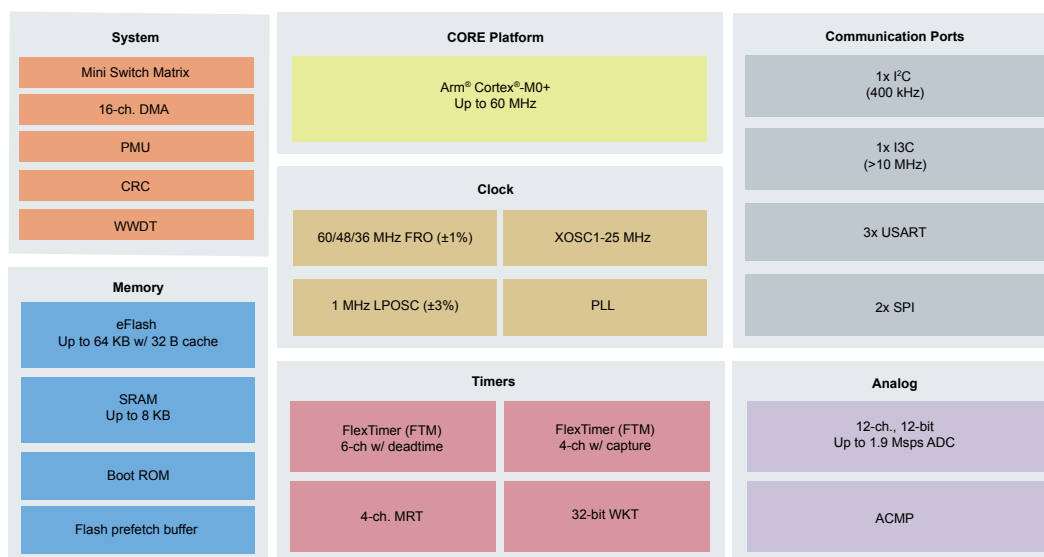 System
Mini Switch Matrix
16-ch. DMA
PMU
CRC
WWDT
Memory
eFlash
Up to 64 KB w/ 32 B cache
SRAM
Up to 8 KB
Boot ROM
Flash prefetch buffer
CORE Platform
Arm® Cortex®-M0+
Up to 60 MHz
Clock
60/48/36 MHz FRO (±1%)
XOSC1-25 MHz
1 MHz LPOSC (±3%)
PLL
Timers
FlexTimer (FTM)
6-ch w/ deadtime
FlexTimer (FTM)
4-ch w/ capture
4-ch. MRT
32-bit WKT
Communication Ports
1x I²C
(400 kHz)
1x I3C
(>10 MHz)
3x USART
2x SPI
Analog
12-ch., 12-bit
Up to 1.9 Msps ADC
ACMP